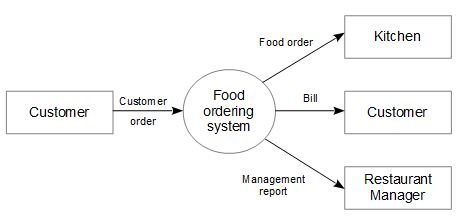 Customer
Customer
order
Food
ordering
system
Food order
Kitchen
Bill
Customer
Management
report
Restaurant
Manager